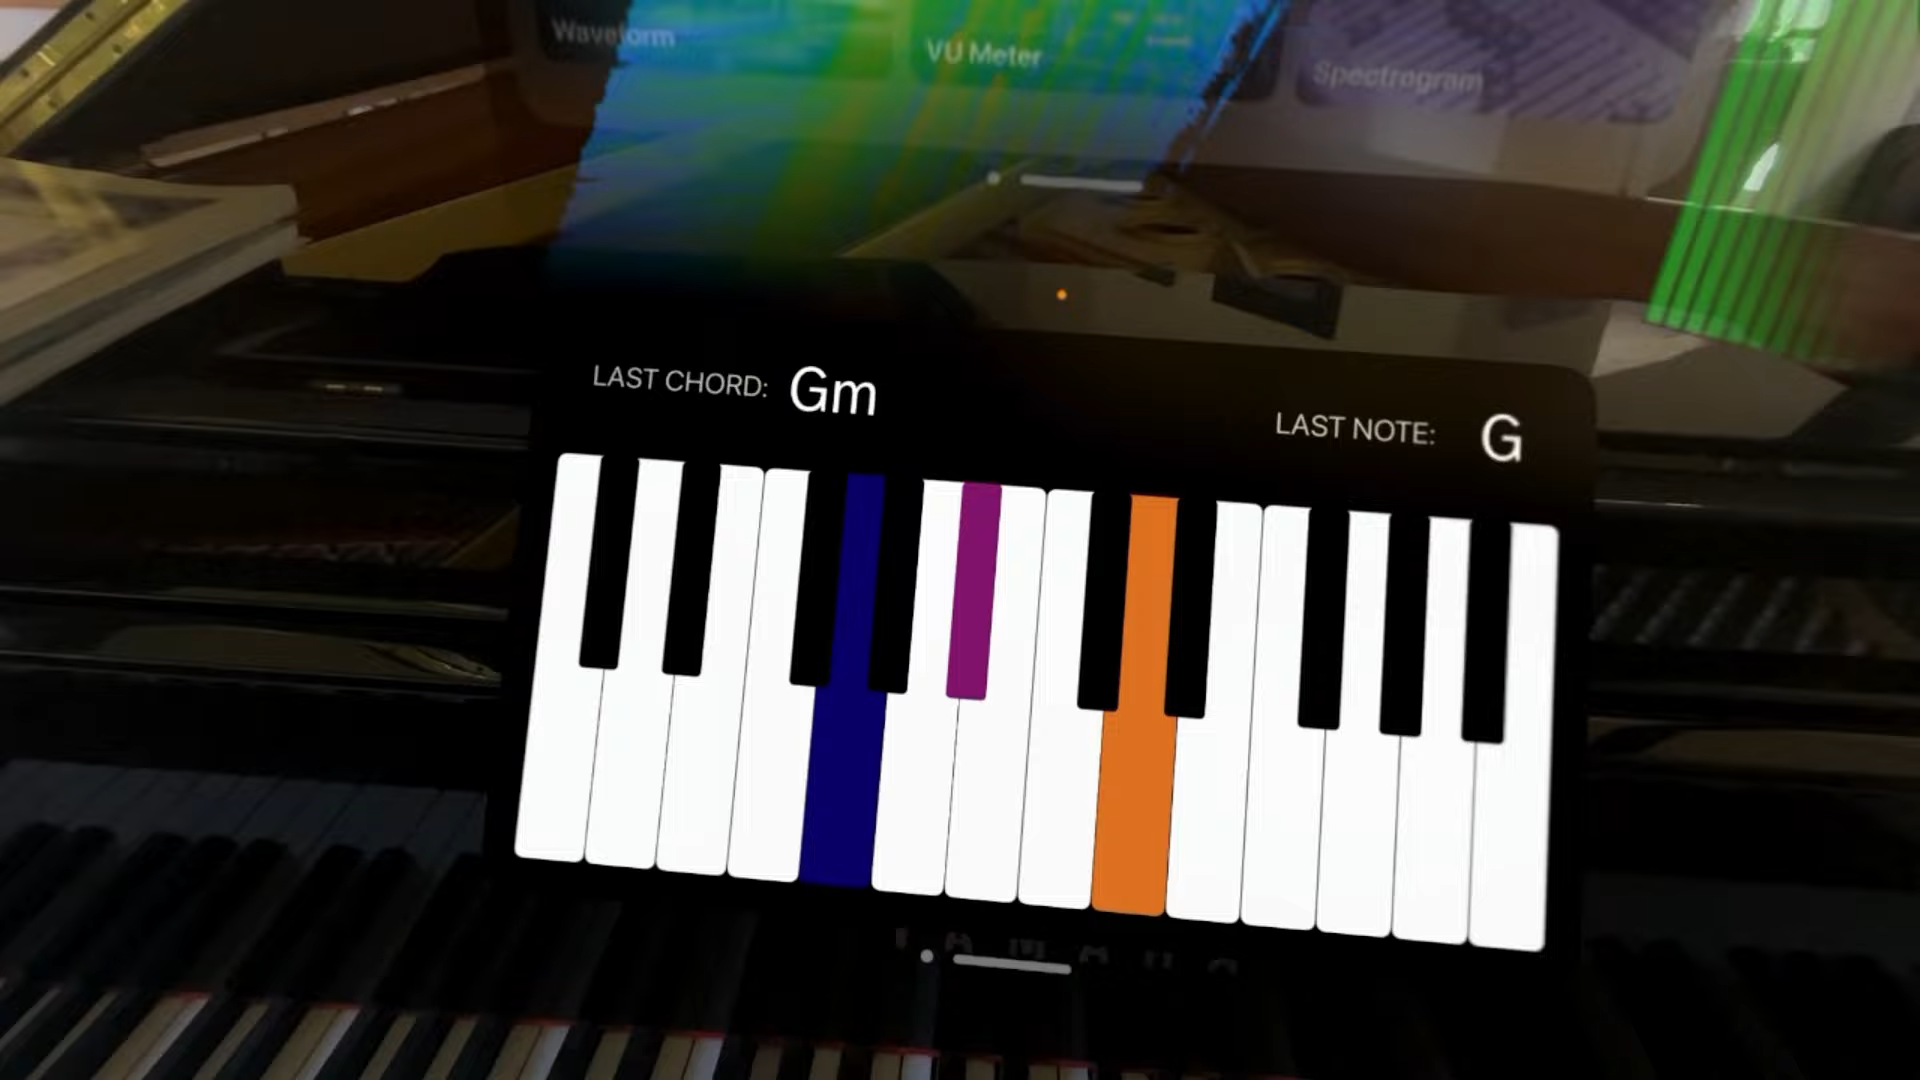 Waveform
VU Meter
Spectrogram
LAST CHORD: Gm
LAST NOTE: G